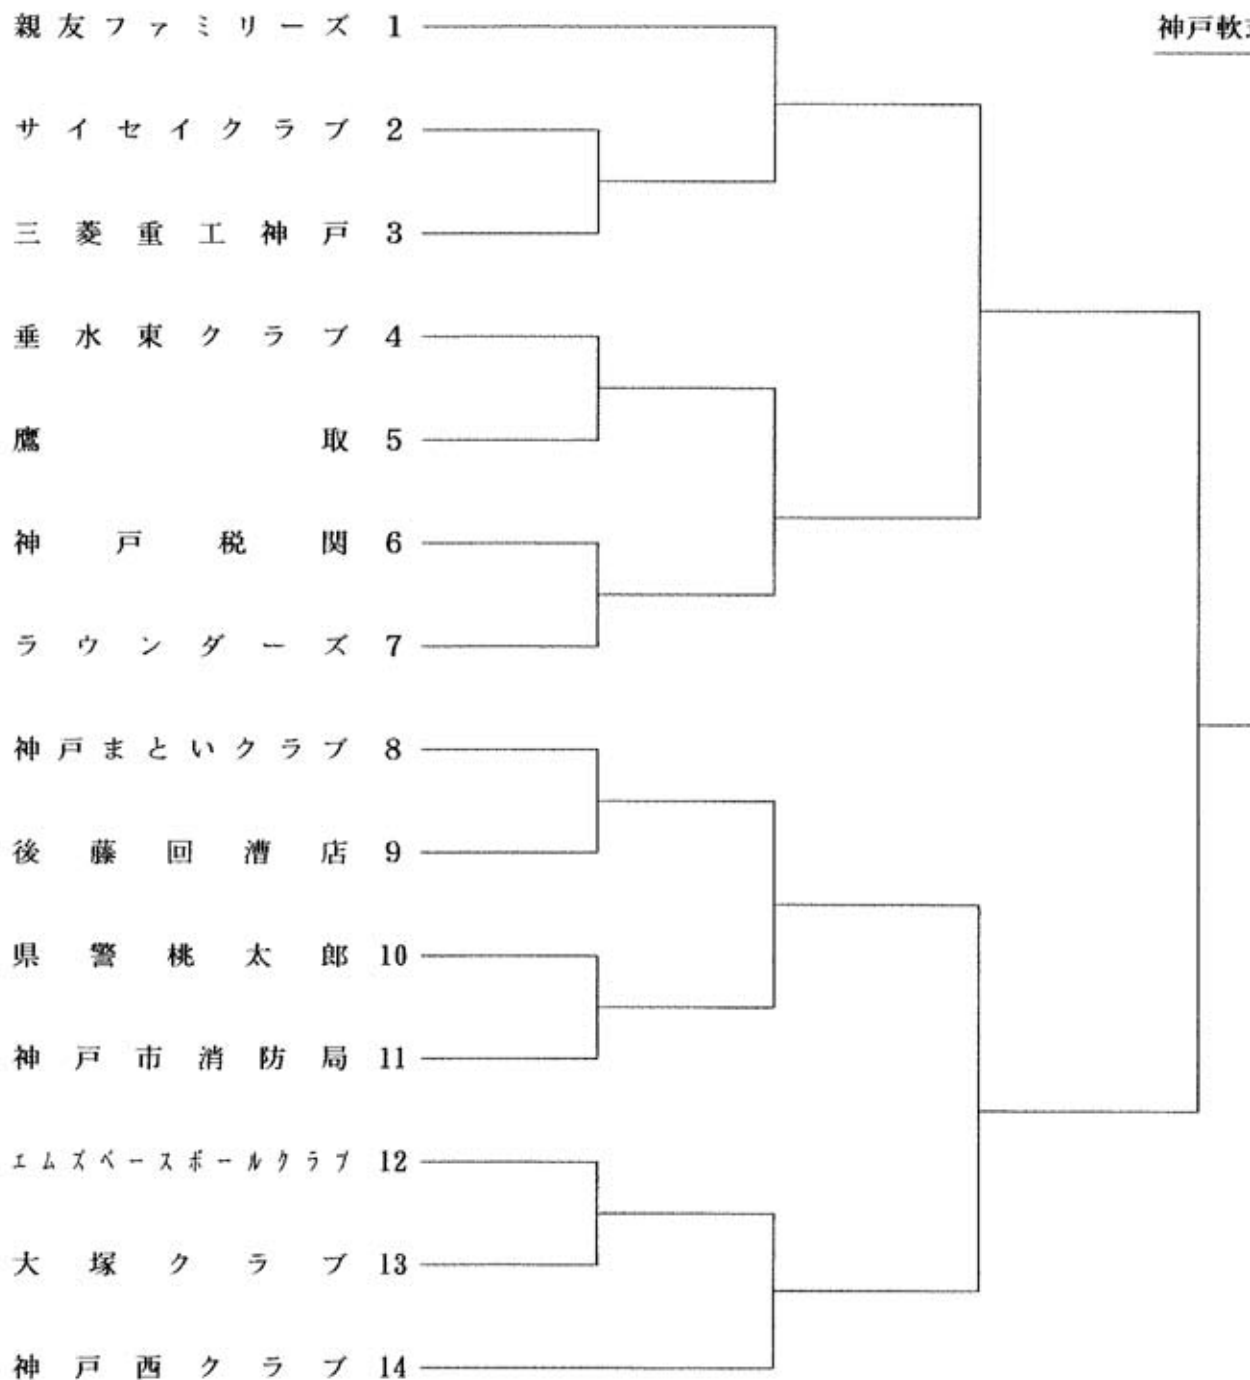 親友ファミリーズ 1
神戸軟
サイセイクラブ 2
三菱重工神戸 3
垂水東クラブ 4
鷹取 5
神戸税関 6
ラウンダーズ 7
神戸まといクラブ 8
後藤回漕店 9
県警桃太郎 10
神戸市消防局 11
エムズベースボールクラブ 12
大塚クラブ 13
神戸西クラブ 14